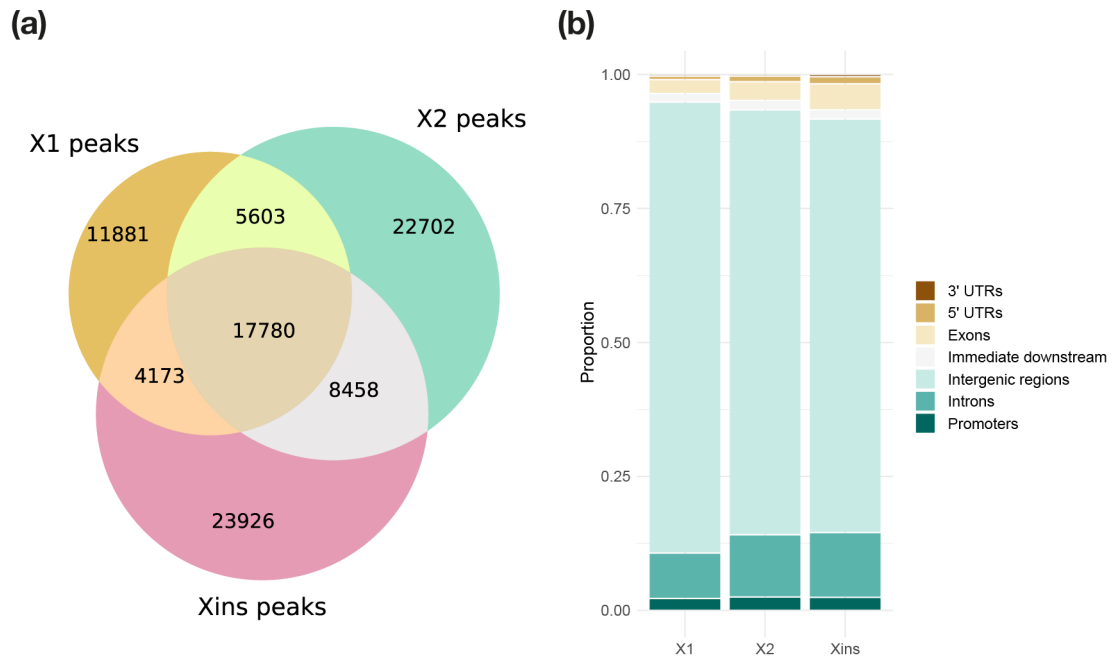 (a)
X1 peaks
X2 peaks
11881
5603
22702
17780
4173
8458
23926
Xins peaks
(b)
1.00
0.75
0.50
0.25
0.00
Proportion
X1
X2
Xins
3' UTRs
5' UTRs
Exons
Immediate downstream
Intergenic regions
Introns
Promoters